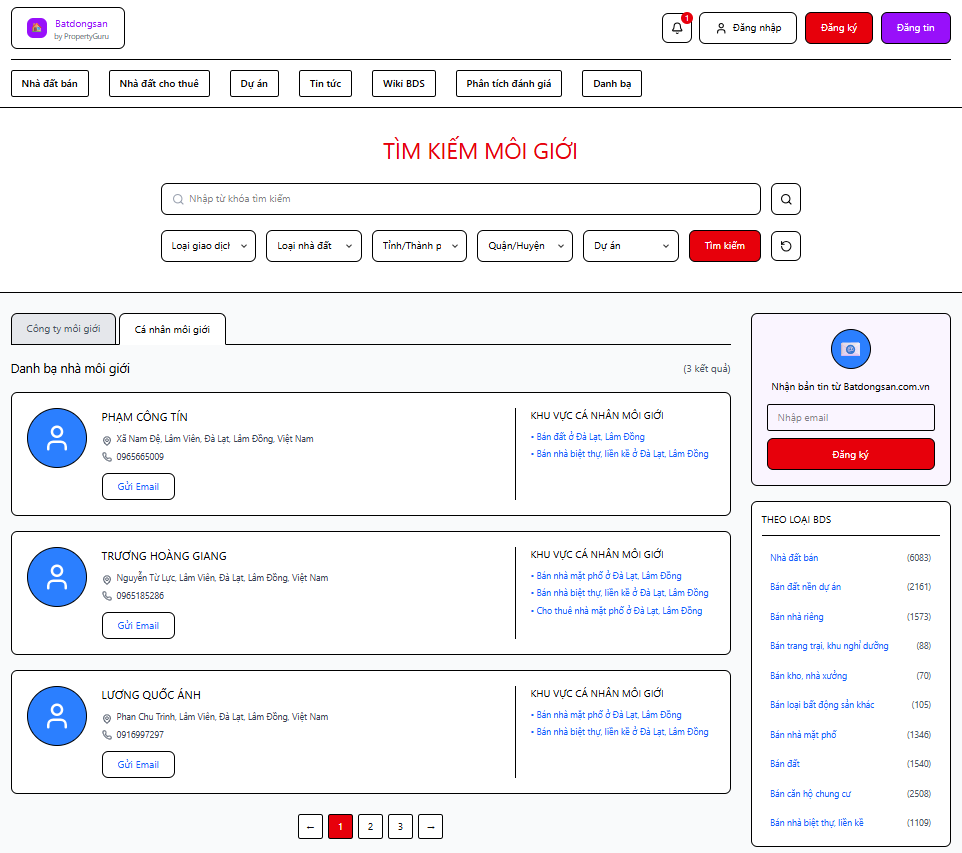 Batdongsan
by PropertyGuru
1
Đăng nhập
Đăng ký
Đăng tin
Nhà đất bán
Nhà đất cho thuê
Dự án
Tin tức
Wiki BDS
Phân tích đánh giá
Danh bạ
TÌM KIẾM MÔI GIỚI
Nhập từ khóa tìm kiếm
Loại giao dịch
Loại nhà đất
Tỉnh/Thành p
Quận/Huyện
Dự án
Tìm kiếm
Công ty môi giới
Cá nhân môi giới
Danh bạ nhà môi giới
(3 kết quả)
PHẠM CÔNG TÍN
Xã Nam Đệ, Lâm Viên, Đà Lạt, Lâm Đồng, Việt Nam
0965665009
Gửi Email
KHU VỰC CÁ NHÂN MÔI GIỚI
• Bán đất ở Đà Lạt, Lâm Đồng
• Bán nhà biệt thự, liền kề ở Đà Lạt, Lâm Đồng
TRƯƠNG HOÀNG GIANG
Nguyễn Từ Lực, Lâm Viên, Đà Lạt, Lâm Đồng, Việt Nam
0965185286
Gửi Email
KHU VỰC CÁ NHÂN MÔI GIỚI
• Bán nhà mặt phố ở Đà Lạt, Lâm Đồng
• Bán nhà biệt thự, liền kề ở Đà Lạt, Lâm Đồng
• Cho thuê nhà mặt phố ở Đà Lạt, Lâm Đồng
LƯƠNG QUỐC ÁNH
Phan Chu Trinh, Lâm Viên, Đà Lạt, Lâm Đồng, Việt Nam
0916997297
Gửi Email
KHU VỰC CÁ NHÂN MÔI GIỚI
• Bán nhà mặt phố ở Đà Lạt, Lâm Đồng
• Bán nhà biệt thự, liền kề ở Đà Lạt, Lâm Đồng
← 1 2 3 →
Nhận bản tin từ Batdongsan.com.vn
Nhập email
Đăng ký
THEO LOẠI BDS
Nhà đất bán (6083)
Bán đất nền dự án (2161)
Bán nhà riêng (1573)
Bán trang trại, khu nghỉ dưỡng (88)
Bán kho, nhà xưởng (70)
Bán loại bất động sản khác (105)
Bán nhà mặt phố (1346)
Bán đất (1540)
Bán căn hộ chung cư (2508)
Bán nhà biệt thự, liền kề (1109)